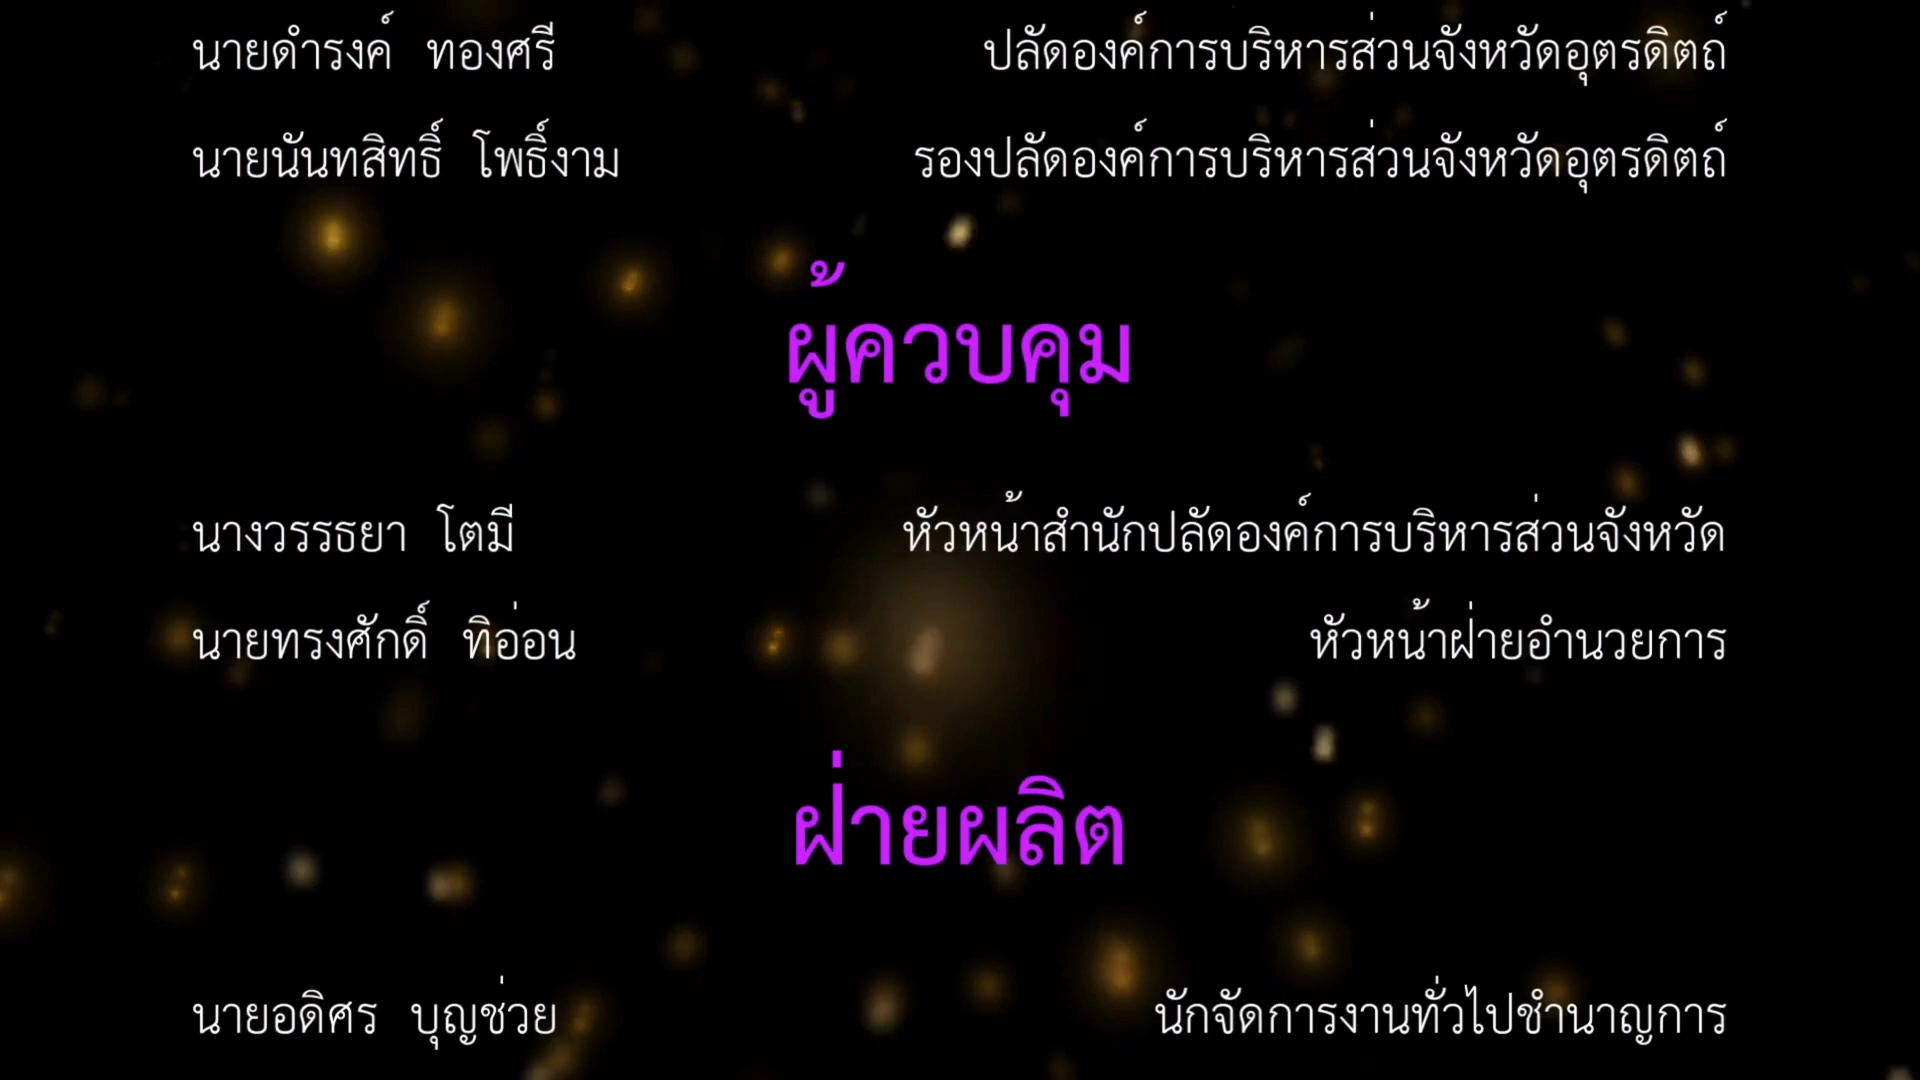 นายดำรงค์ ทองศรี ปลัดองค์การบริหารส่วนจังหวัดอุตรดิตถ์
นายนันทสิทธิ์ โพธิ์งาม รองปลัดองค์การบริหารส่วนจังหวัดอุตรดิตถ์
ผู้ควบคุม
นางวรรธยา โตมี หัวหน้าสำนักปลัดองค์การบริหารส่วนจังหวัด
นายทรงศักดิ์ ทิอ่อน หัวหน้าฝ่ายอำนวยการ
ฝ่ายผลิต
นายอดิศร บุญช่วย นักจัดการงานทั่วไปชำนาญการ